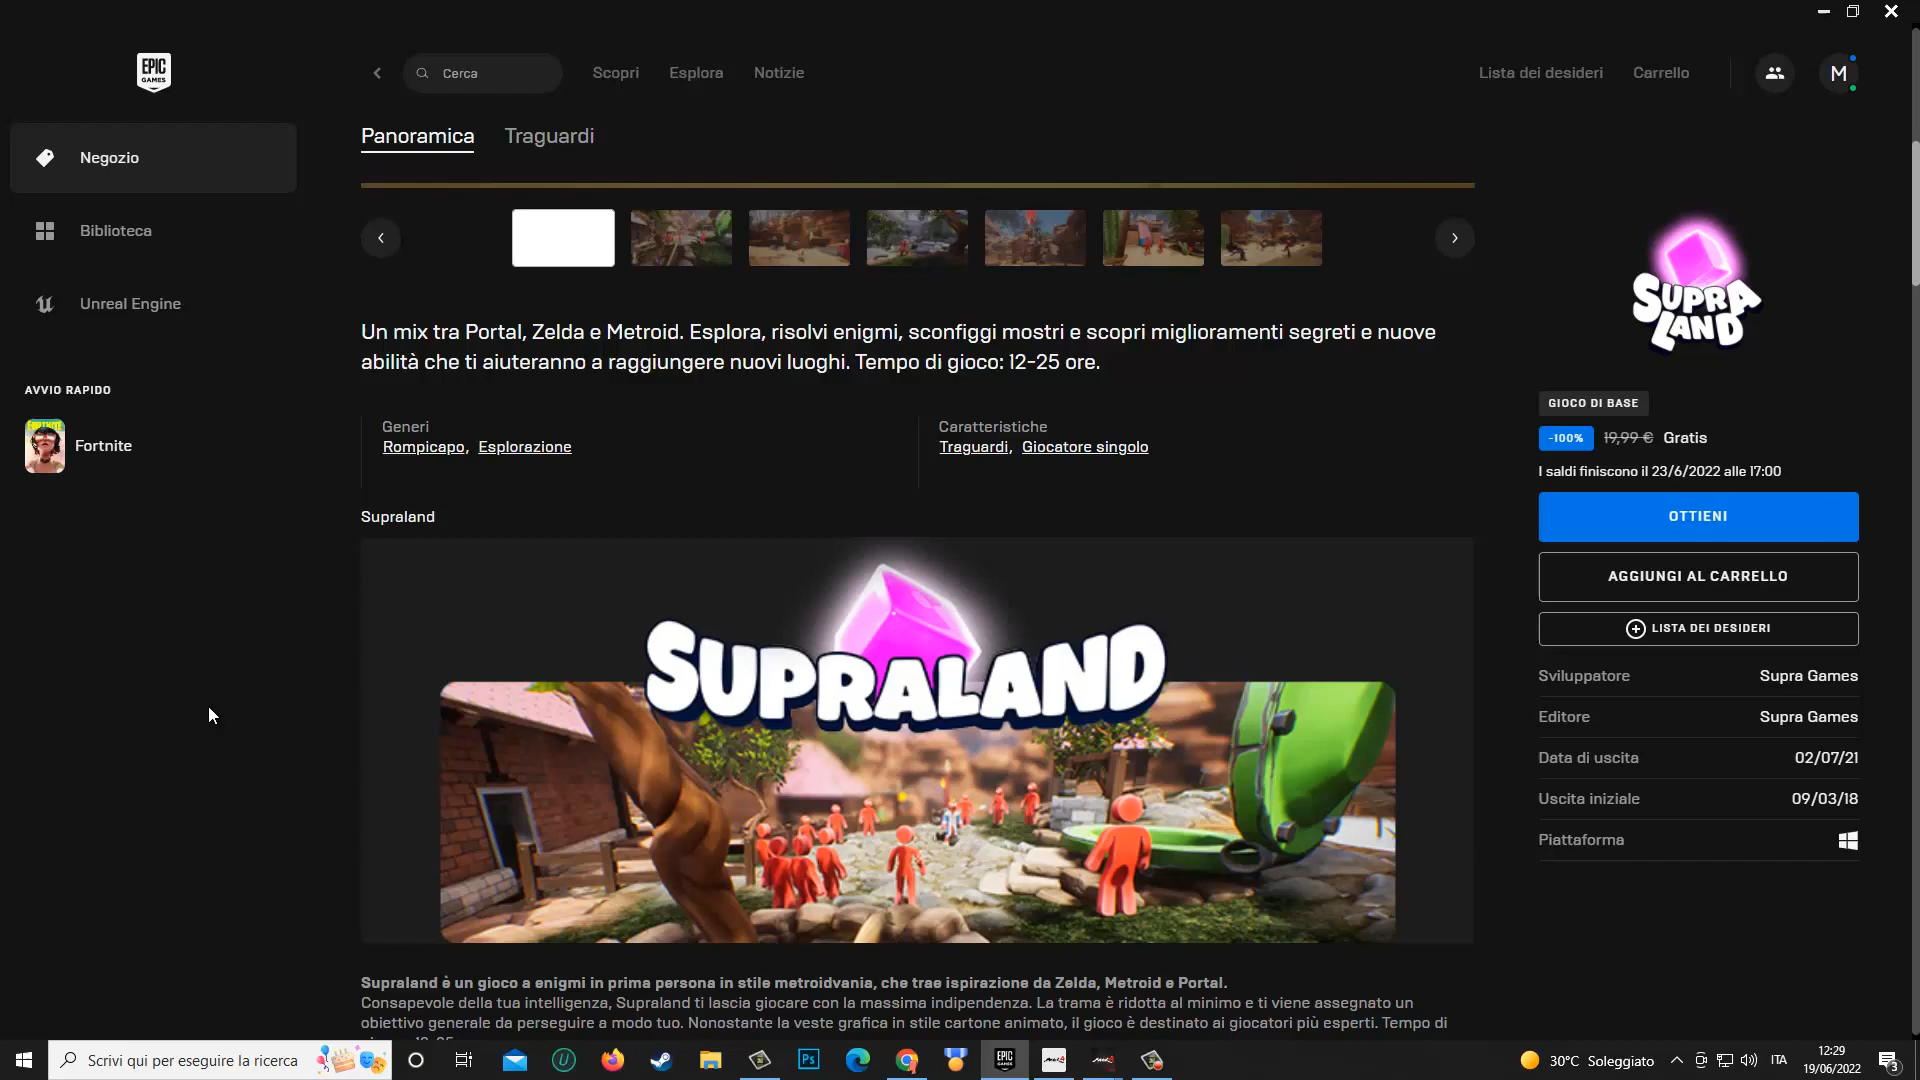 EPIC GAMES
Cerca
Scopri
Esplora
Notizie
Lista dei desideri
Carrello
M
Negozio
Biblioteca
Unreal Engine
AVVIO RAPIDO
Fortnite
Panoramica
Traguardi
Un mix tra Portal, Zelda e Metroid. Esplora, risolvi enigmi, sconfiggi mostri e scopri miglioramenti segreti e nuove
abilità che ti aiuteranno a raggiungere nuovi luoghi. Tempo di gioco: 12-25 ore.
Generi
Rompicapo, Esplorazione
Caratteristiche
Traguardi, Giocatore singolo
Supraland
SUPRALAND
Supraland è un gioco a enigmi in prima persona in stile metroidvania, che trae ispirazione da Zelda, Metroid e Portal.
Consapevole della tua intelligenza, Supraland ti lascia giocare con la massima indipendenza. La trama è ridotta al minimo e ti viene assegnato un
obiettivo generale da perseguire a modo tuo. Nonostante la veste grafica in stile cartone animato, il gioco è destinato ai giocatori più esperti. Tempo di
SUPRA
LAND
GIOCO DI BASE
-100% 19,99 € Gratis
I saldi finiscono il 23/6/2022 alle 17:00
OTTIENI
AGGIUNGI AL CARRELLO
LISTA DEI DESIDERI
Sviluppatore Supra Games
Editore Supra Games
Data di uscita 02/07/21
Uscita iniziale 09/03/18
Piattaforma
Scrivi qui per eseguire la ricerca
Ps
EPIC GAMES
30°C Soleggiato
ITA
12:29
19/06/2022
3